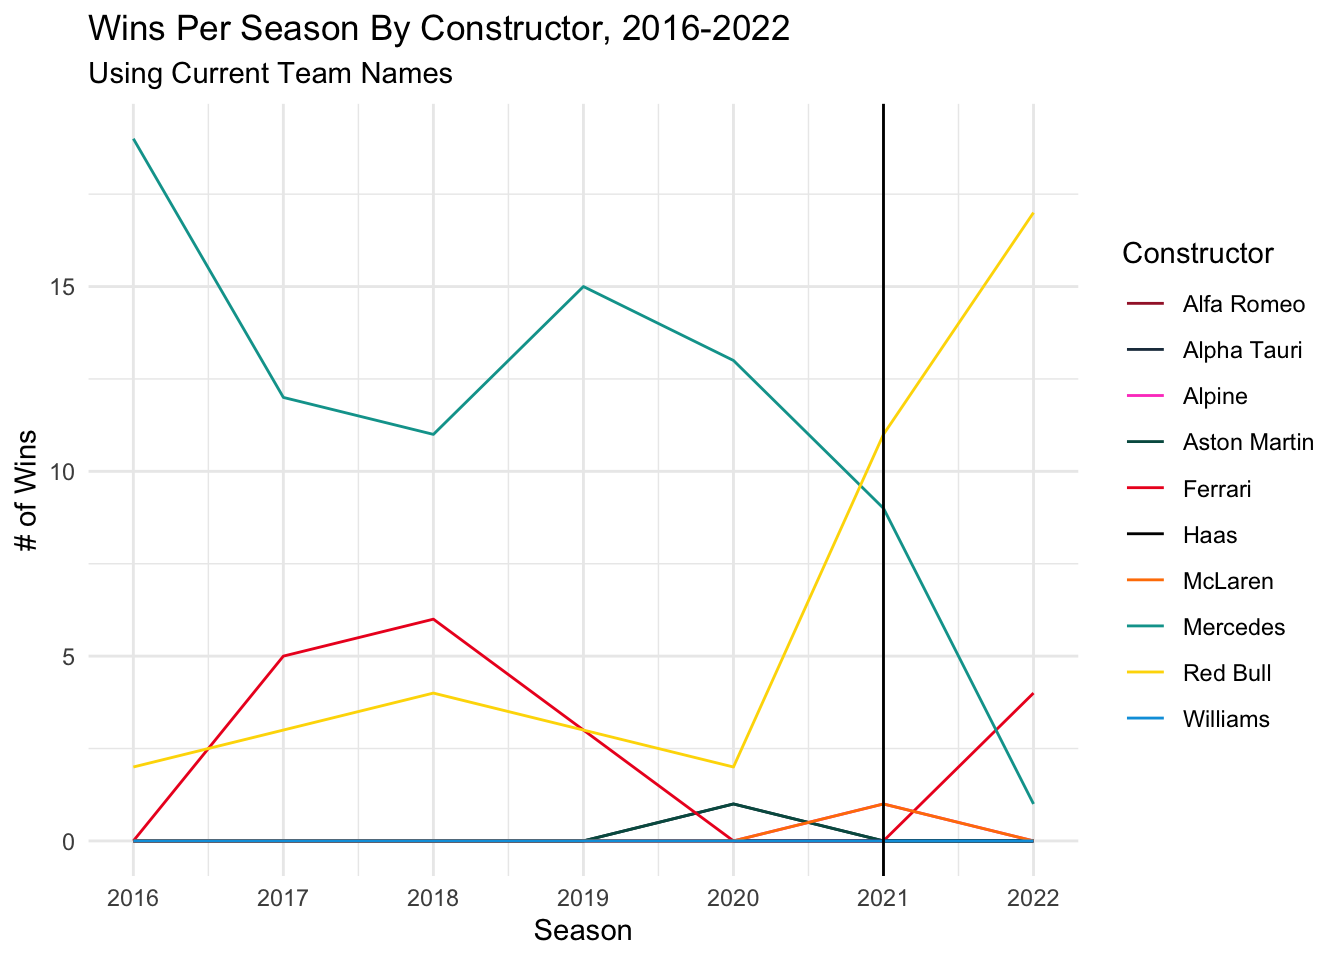 Wins Per Season By Constructor, 2016-2022
Using Current Team Names
# of Wins
15
10
5
0
2016 2017 2018 2019 2020 2021 2022
Season
Constructor
Alfa Romeo
Alpha Tauri
Alpine
Aston Martin
Ferrari
Haas
McLaren
Mercedes
Red Bull
Williams